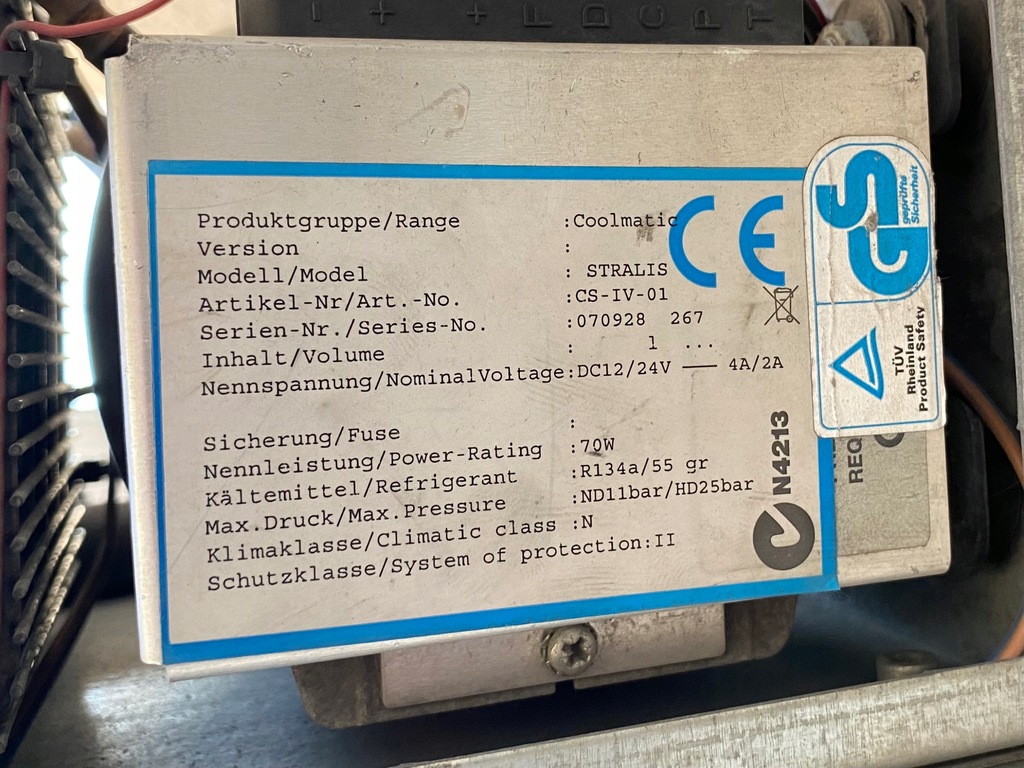 - + + F D C P T
Produktgruppe/Range :Coolmatic
Version :
Modell/Model : STRALIS
Artikel-Nr/Art.-No. :CS-IV-01
Serien-Nr./Series-No. :070928 267
Inhalt/Volume : l ...
Nennspannung/NominalVoltage:DC12/24V — 4A/2A
Sicherung/Fuse :
Nennleistung/Power-Rating :70W
Kältemittel/Refrigerant :R134a/55 gr
Max.Druck/Max.Pressure :ND11bar/HD25bar
Klimaklasse/Climatic class :N
Schutzklasse/System of protection:II
CE
N4213
GS
geprüfte
Sicherheit
TÜV
Rheinland
Product Safety
REQ